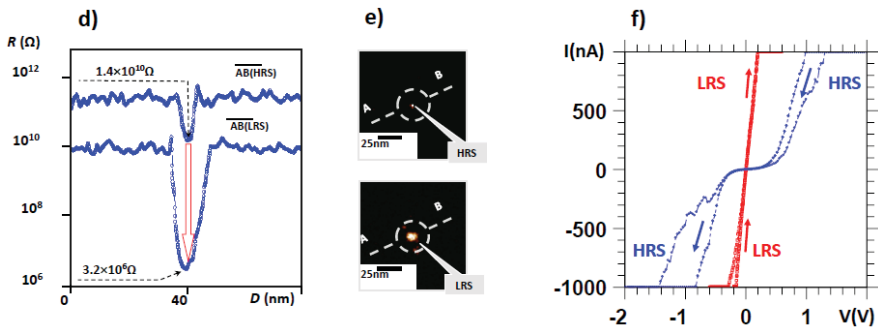 d)
R (Ω)
10¹²
10¹⁰
10⁸
10⁶
1.4×10¹⁰Ω
AB(HRS)
AB(LRS)
3.2×10⁶Ω
0
40
D (nm)
e)
A
B
25nm
HRS
A
B
25nm
LRS
f)
I(nA)
500
0
-500
-1000
LRS
HRS
HRS
LRS
-2
-1
0
1
V(V)